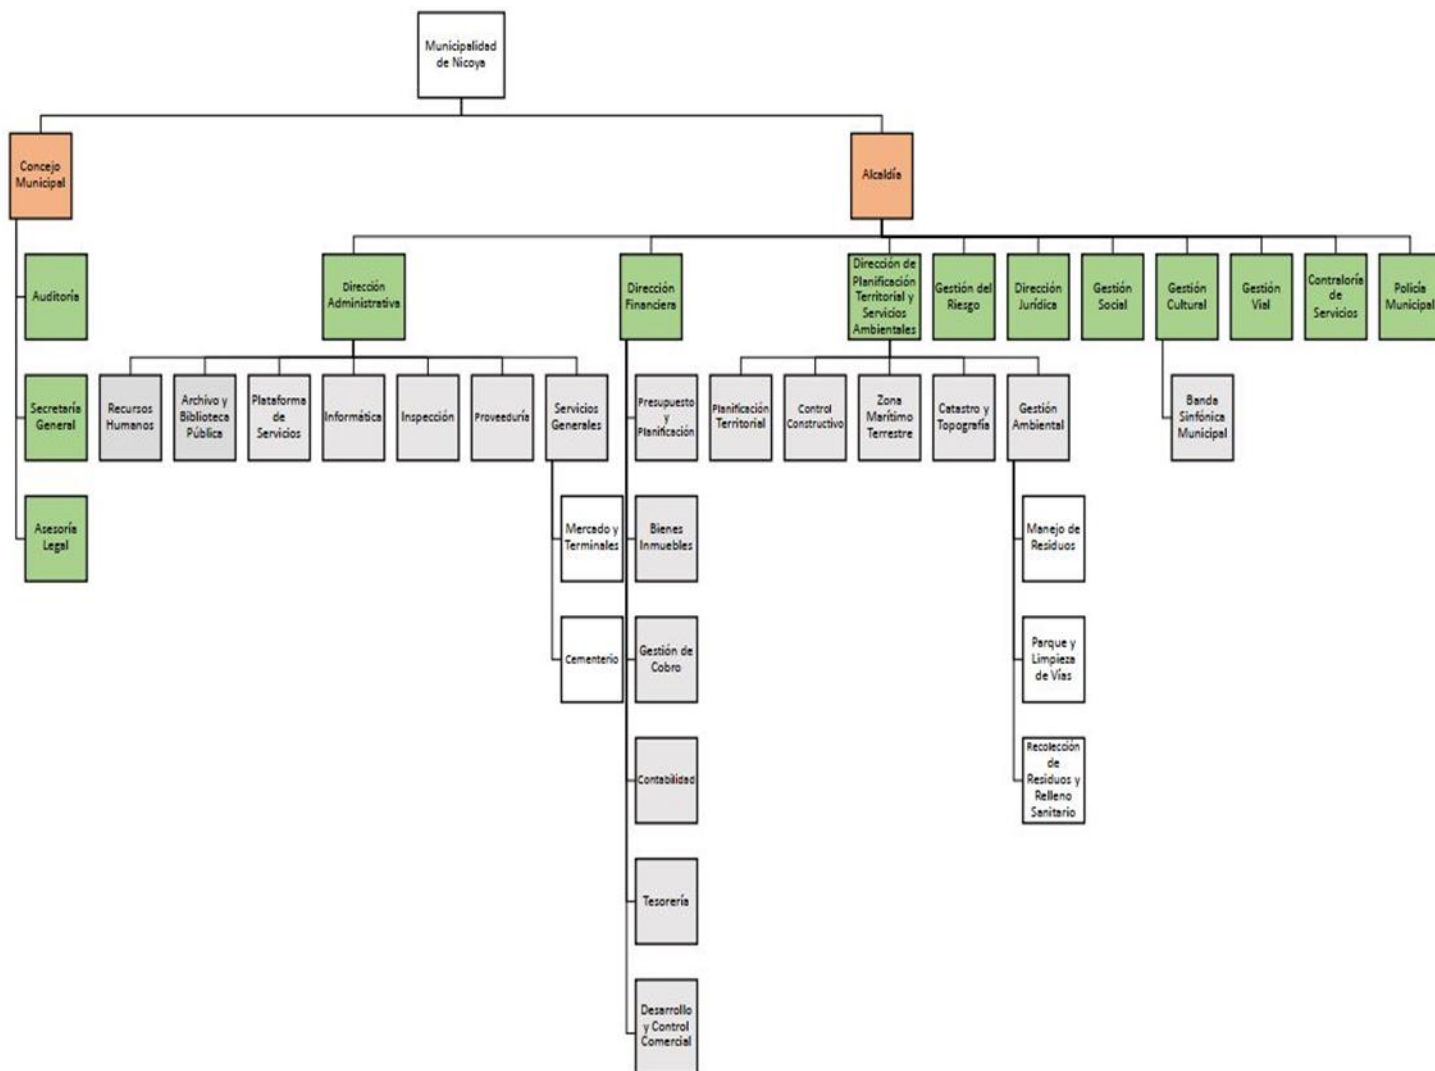 Municipalidad
de Nicoya
Concejo
Municipal
Alcaldía
Auditoría
Dirección
Administrativa
Dirección
Financiera
Dirección de
Planificación
Territorial y
Servicios
Ambientales
Gestión del
Riesgo
Dirección
Jurídica
Gestión
Social
Gestión
Cultural
Gestión
Vial
Contraloría
de
Servicios
Policía
Municipal
Secretaría
General
Recursos
Humanos
Archivo y
Biblioteca
Pública
Plataforma
de
Servicios
Informática
Inspección
Proveeduría
Servicios
Generales
Presupuesto
y
Planificación
Planificación
Territorial
Control
Constructivo
Zona
Marítimo
Terrestre
Catastro y
Topografía
Gestión
Ambiental
Banda
Sinfónica
Municipal
Asesoría
Legal
Mercado y
Terminales
Bienes
Inmuebles
Manejo de
Residuos
Cementerio
Gestión de
Cobro
Parque y
Limpieza
de Vías
Contabilidad
Recolección
de
Residuos y
Relleno
Sanitario
Tesorería
Desarrollo
y Control
Comercial